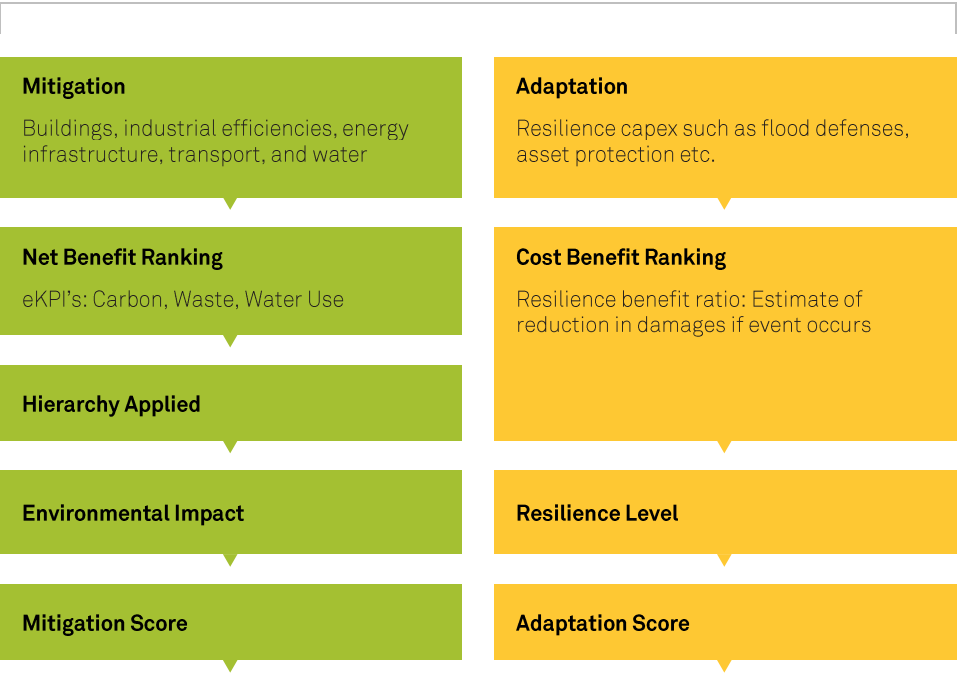 Mitigation
Buildings, industrial efficiencies, energy
infrastructure, transport, and water
Adaptation
Resilience capex such as flood defenses,
asset protection etc.
Net Benefit Ranking
eKPI's: Carbon, Waste, Water Use
Cost Benefit Ranking
Resilience benefit ratio: Estimate of
reduction in damages if event occurs
Hierarchy Applied
Environmental Impact
Resilience Level
Mitigation Score
Adaptation Score